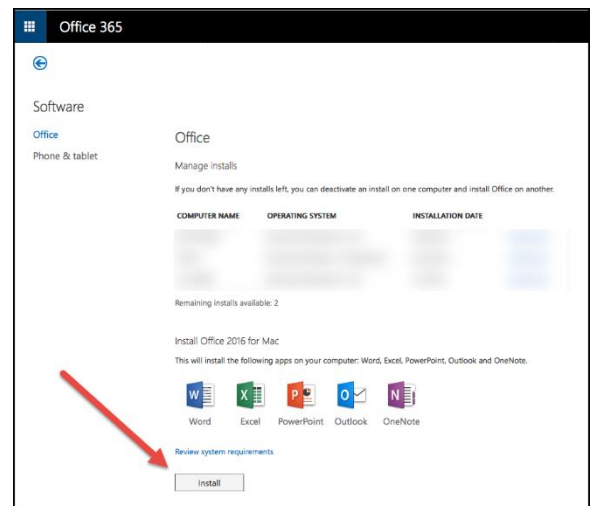 Office 365
Software
Office
Phone & tablet
Office
Manage installs
If you don't have any installs left, you can deactivate an install on one computer and install Office on another.
COMPUTER NAME OPERATING SYSTEM INSTALLATION DATE
Remaining installs available: 2
Install Office 2016 for Mac
This will install the following apps on your computer: Word, Excel, PowerPoint, Outlook and OneNote.
W X P O N
Word Excel PowerPoint Outlook OneNote
Review system requirements
Install